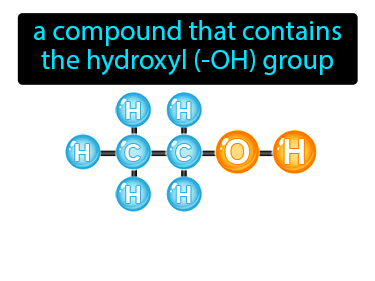 a compound that contains
the hydroxyl (-OH) group
H H
H C C O H
H H